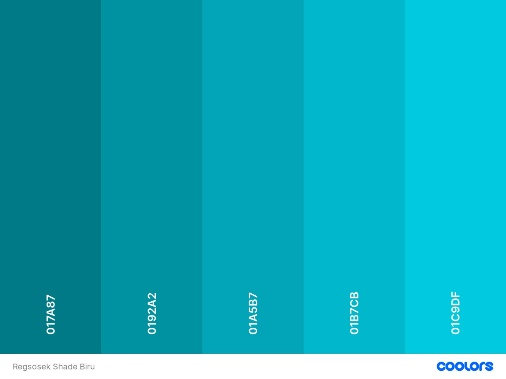 017A87
0192A2
01A5B7
01B7CB
01C9DF
Regsosek Shade Biru
coolors